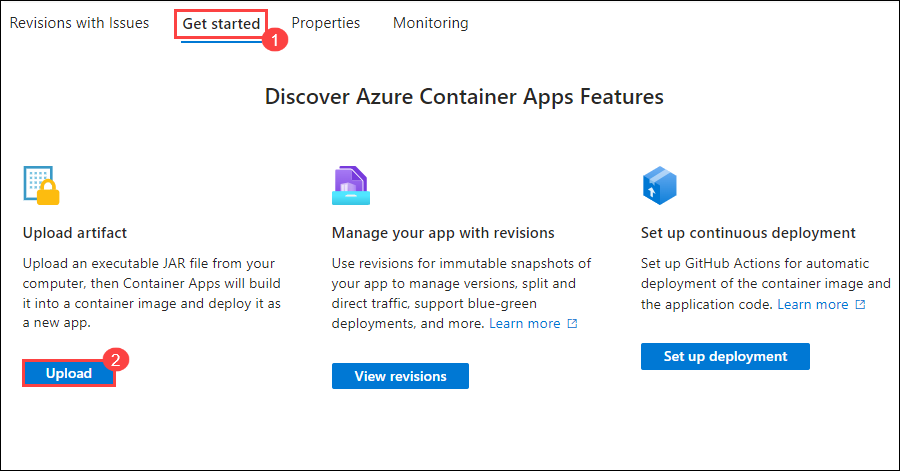 Revisions with Issues Get started Properties Monitoring
1
Discover Azure Container Apps Features
Upload artifact
Upload an executable JAR file from your
computer, then Container Apps will build
it into a container image and deploy it as
a new app.
2
Upload
Manage your app with revisions
Use revisions for immutable snapshots of
your app to manage versions, split and
direct traffic, support blue-green
deployments, and more. Learn more
View revisions
Set up continuous deployment
Set up GitHub Actions for automatic
deployment of the container image and
the application code. Learn more
Set up deployment